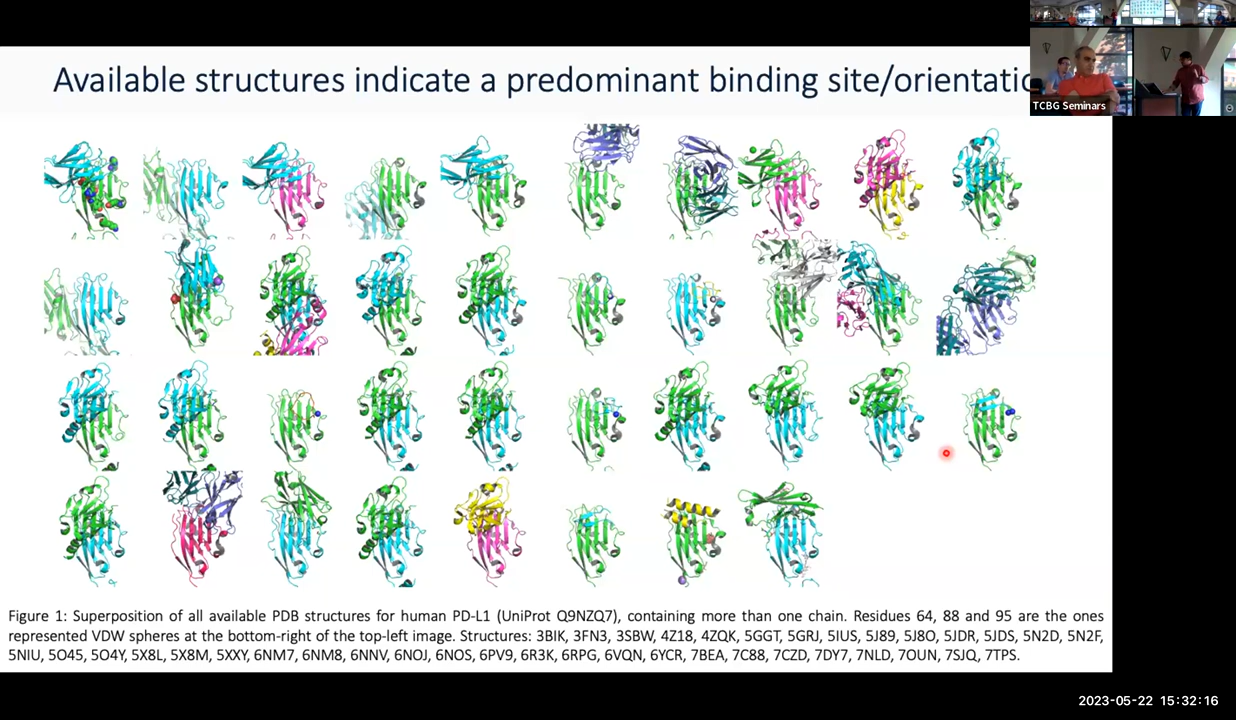 Available structures indicate a predominant binding site/orientatio
TCBG Seminars
Figure 1: Superposition of all available PDB structures for human PD-L1 (UniProt Q9NZQ7), containing more than one chain. Residues 64, 88 and 95 are the ones
represented VDW spheres at the bottom-right of the top-left image. Structures: 3BIK, 3FN3, 3SBW, 4Z18, 4ZQK, 5GGT, 5GRJ, 5IUS, 5J89, 5J8O, 5JDR, 5JDS, 5N2D, 5N2F,
5NIU, 5O45, 5O4Y, 5X8L, 5X8M, 5XXY, 6NM7, 6NM8, 6NNV, 6NOJ, 6NOS, 6PV9, 6R3K, 6RPG, 6VQN, 6YCR, 7BEA, 7C88, 7CZD, 7DY7, 7NLD, 7OUN, 7SJQ, 7TPS.
2023-05-22 15:32:16